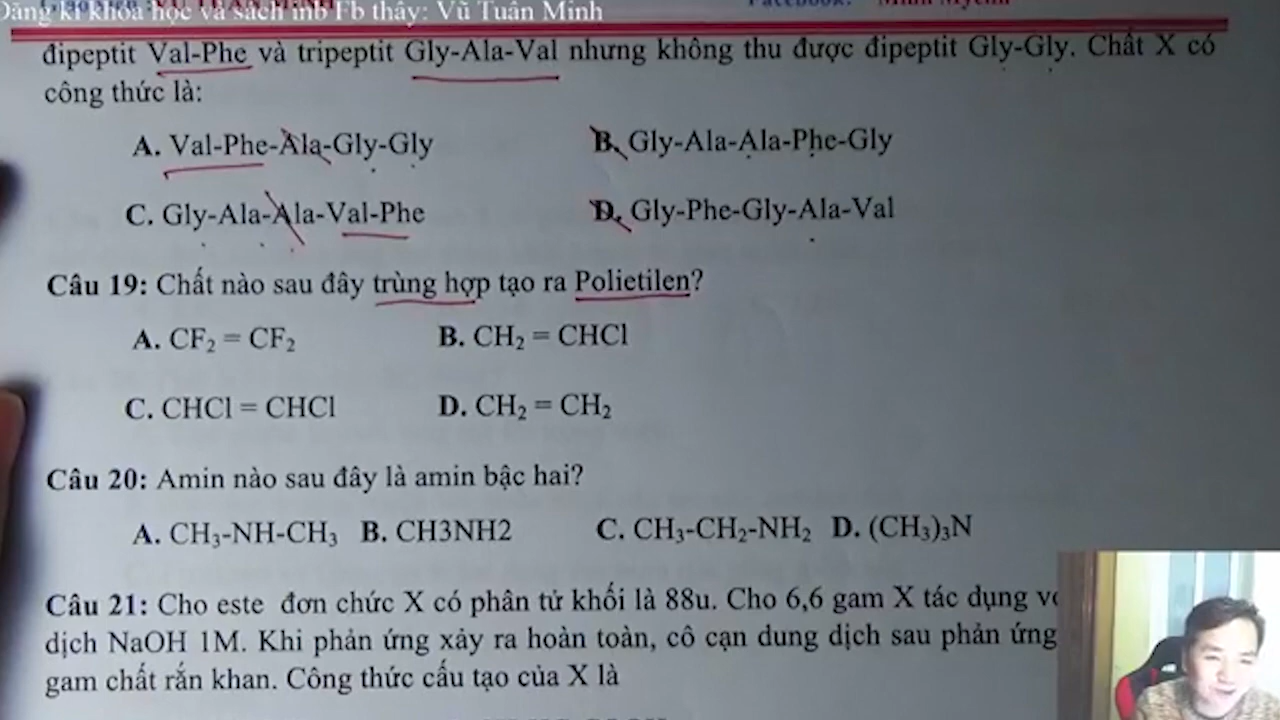 Đăng kí khóa học và sách inb Fb thầy: Vũ Tuấn Minh
Facebook:
đipeptit Val-Phe và tripeptit Gly-Ala-Val nhưng không thu được đipeptit Gly-Gly. Chất X có
công thức là:
A. Val-Phe-Ala-Gly-Gly B. Gly-Ala-Ala-Phe-Gly
C. Gly-Ala-Ala-Val-Phe D. Gly-Phe-Gly-Ala-Val
Câu 19: Chất nào sau đây trùng hợp tạo ra Polietilen?
A. CF₂ = CF₂ B. CH₂ = CHCl
C. CHCl = CHCl D. CH₂ = CH₂
Câu 20: Amin nào sau đây là amin bậc hai?
A. CH₃-NH-CH₃ B. CH3NH2 C. CH₃-CH₂-NH₂ D. (CH₃)₃N
Câu 21: Cho este đơn chức X có phân tử khối là 88u. Cho 6,6 gam X tác dụng
dịch NaOH 1M. Khi phản ứng xảy ra hoàn toàn, cô cạn dung dịch sau phản ứng
gam chất rắn khan. Công thức cấu tạo của X là